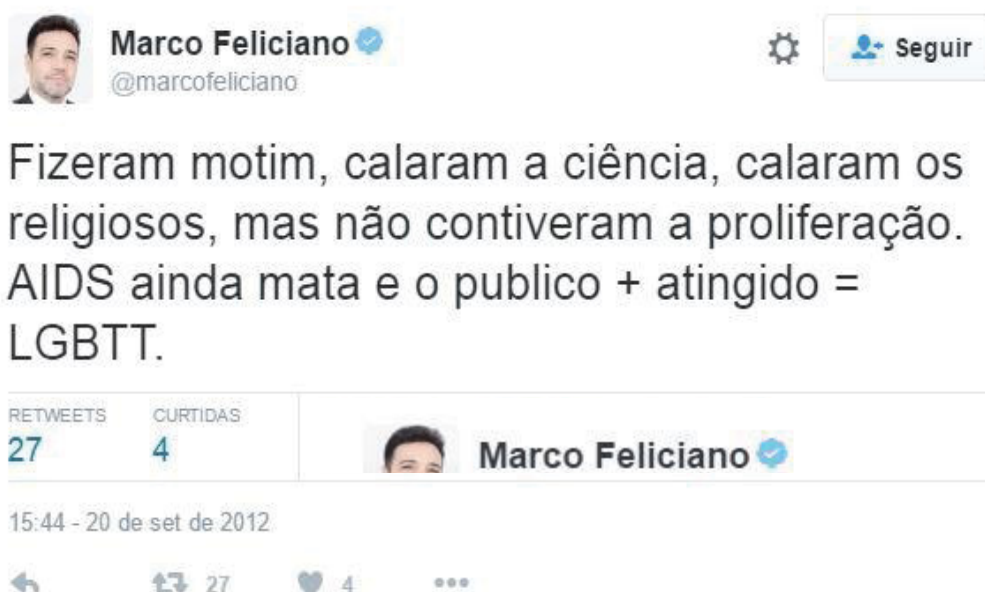 Marco Feliciano
@marcofeliciano
Seguir
Fizeram motim, calaram a ciência, calaram os
religiosos, mas não contiveram a proliferação.
AIDS ainda mata e o publico + atingido =
LGBTT.
RETWEETS CURTIDAS
27 4
Marco Feliciano
15:44 - 20 de set de 2012
27 4